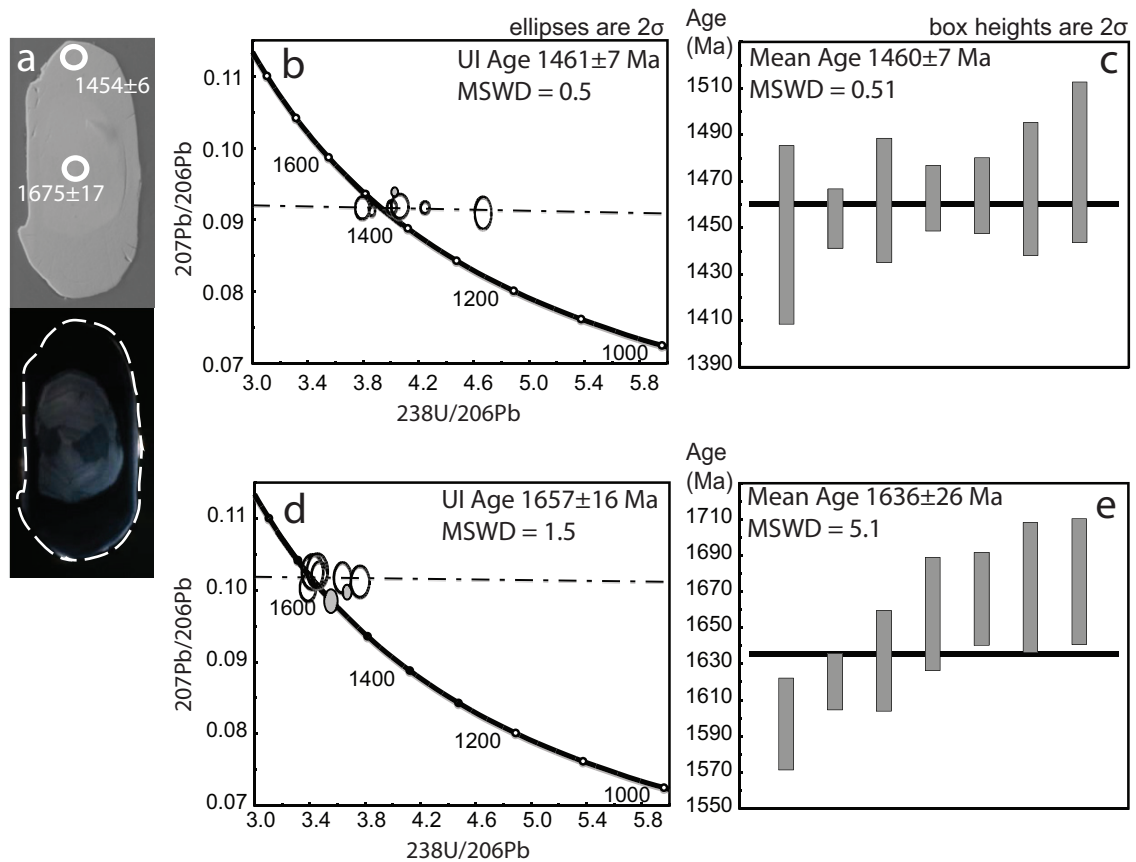 ellipses are 2σ
box heights are 2σ
a
1454±6
1675±17
b
UI Age 1461±7 Ma
MSWD = 0.5
207Pb/206Pb
0.11
0.10
0.09
0.08
0.07
1600
1400
1200
1000
3.0 3.4 3.8 4.2 4.6 5.0 5.4 5.8
238U/206Pb
Age
(Ma)
c
Mean Age 1460±7 Ma
MSWD = 0.51
1510
1490
1470
1460
1450
1430
1410
1390
d
UI Age 1657±16 Ma
MSWD = 1.5
207Pb/206Pb
0.11
0.10
0.09
0.08
0.07
1600
1400
1200
1000
3.0 3.4 3.8 4.2 4.6 5.0 5.4 5.8
238U/206Pb
Age
(Ma)
e
Mean Age 1636±26 Ma
MSWD = 5.1
1710
1690
1670
1650
1630
1610
1590
1570
1550